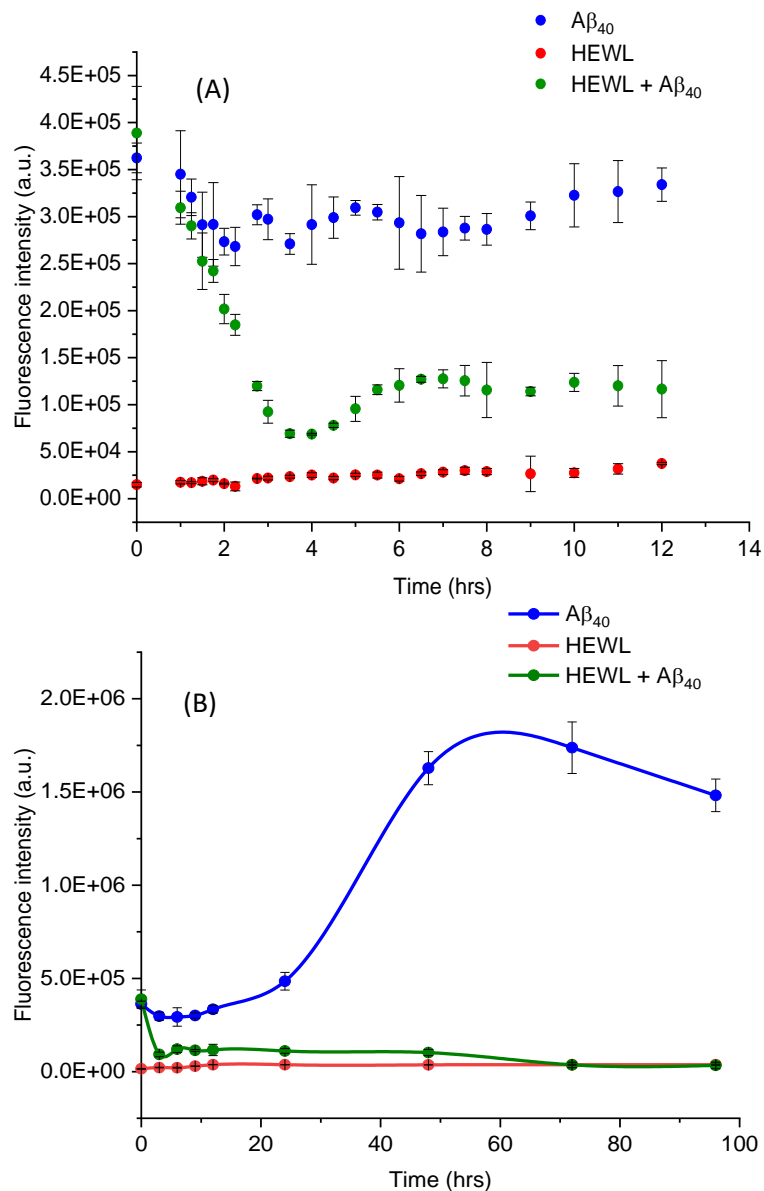 Aβ₄₀
HEWL
HEWL + Aβ₄₀
(A)
4.5E+05
4.0E+05
3.5E+05
3.0E+05
2.5E+05
2.0E+05
1.5E+05
1.0E+05
5.0E+04
0.0E+00
Fluorescence intensity (a.u.)
0 2 4 6 8 10 12 14
Time (hrs)
Aβ₄₀
HEWL
HEWL + Aβ₄₀
(B)
2.0E+06
1.5E+06
1.0E+06
5.0E+05
0.0E+00
Fluorescence intensity (a.u.)
0 20 40 60 80 100
Time (hrs)